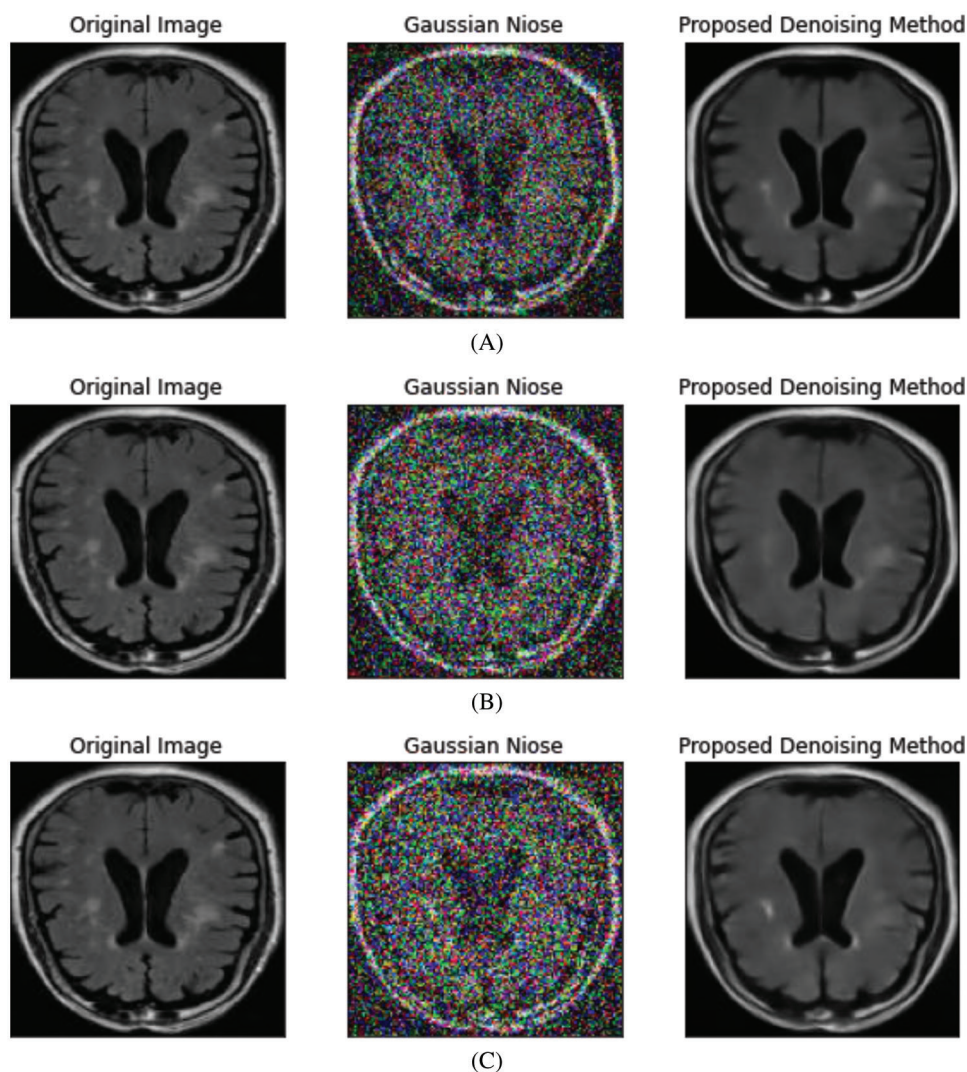 Original Image Gaussian Niose Proposed Denoising Method
(A)
Original Image Gaussian Niose Proposed Denoising Method
(B)
Original Image Gaussian Niose Proposed Denoising Method
(C)